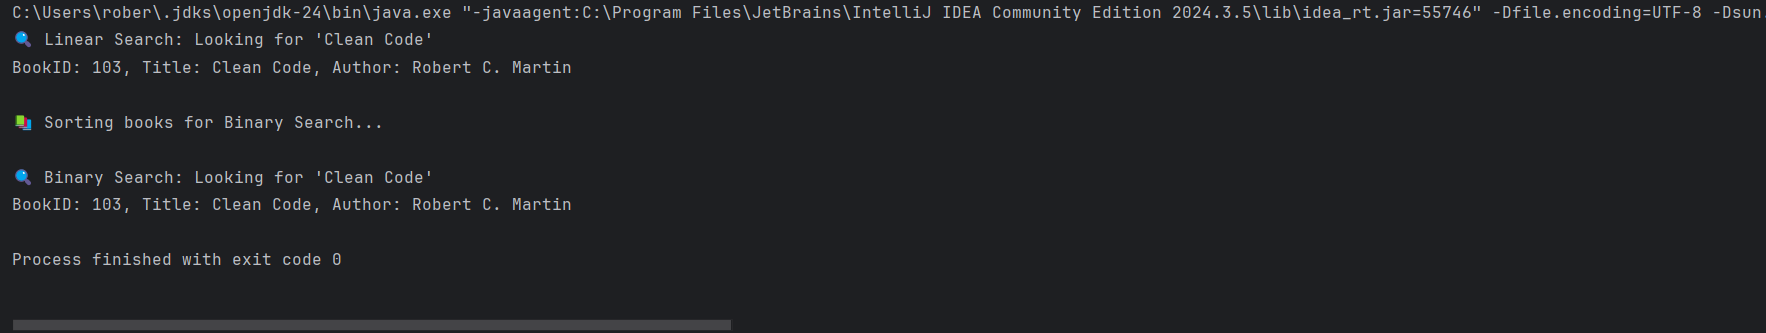 C:\Users\rober\.jdks\openjdk-24\bin\java.exe "-javaagent:C:\Program Files\JetBrains\IntelliJ IDEA Community Edition 2024.3.5\lib\idea_rt.jar=55746" -Dfile.encoding=UTF-8 -Dsun
🔍 Linear Search: Looking for 'Clean Code'
BookID: 103, Title: Clean Code, Author: Robert C. Martin
📚 Sorting books for Binary Search...
🔍 Binary Search: Looking for 'Clean Code'
BookID: 103, Title: Clean Code, Author: Robert C. Martin
Process finished with exit code 0